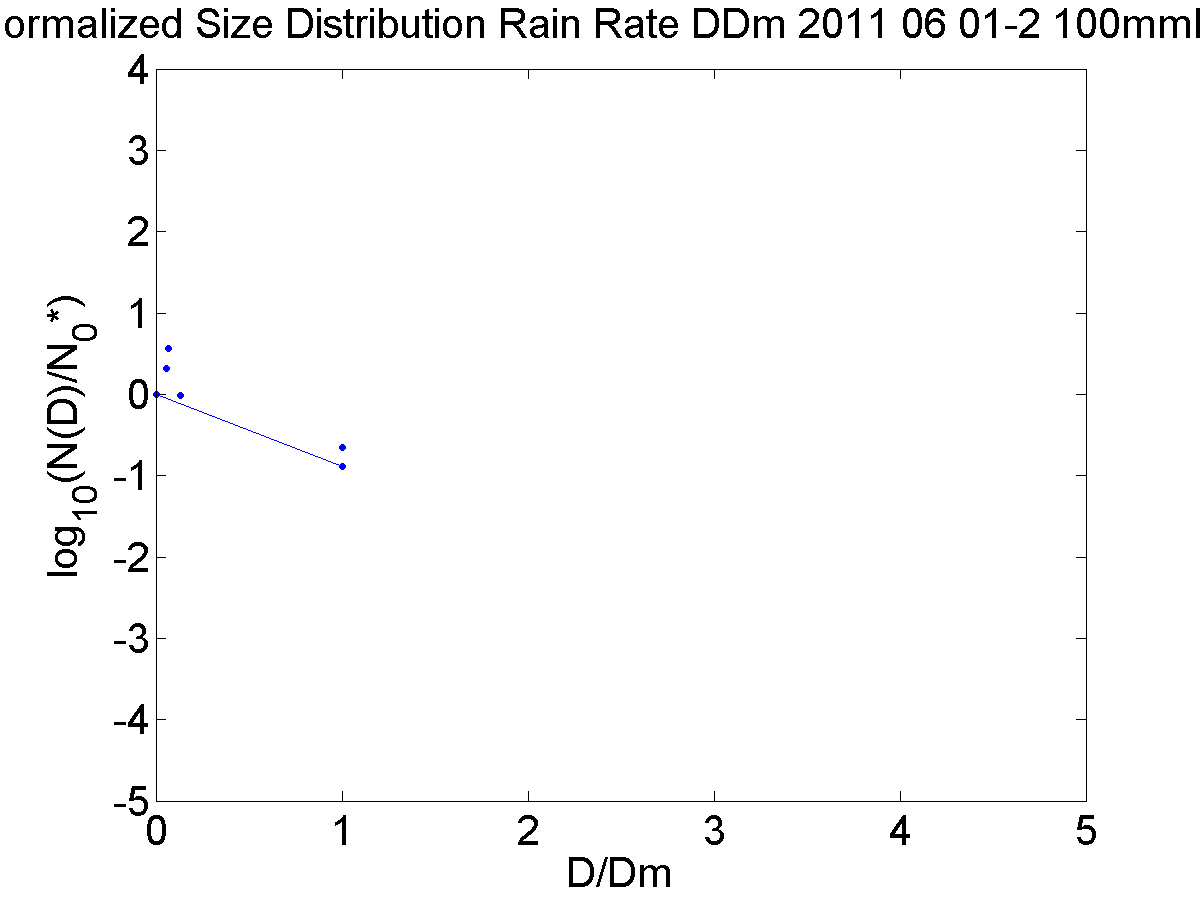 ormalized Size Distribution Rain Rate DDm 2011 06 01-2 100mml
4
3
2
1
0
-1
-2
-3
-4
-5
log10(N(D)/N0*)
0 1 2 3 4 5
D/Dm